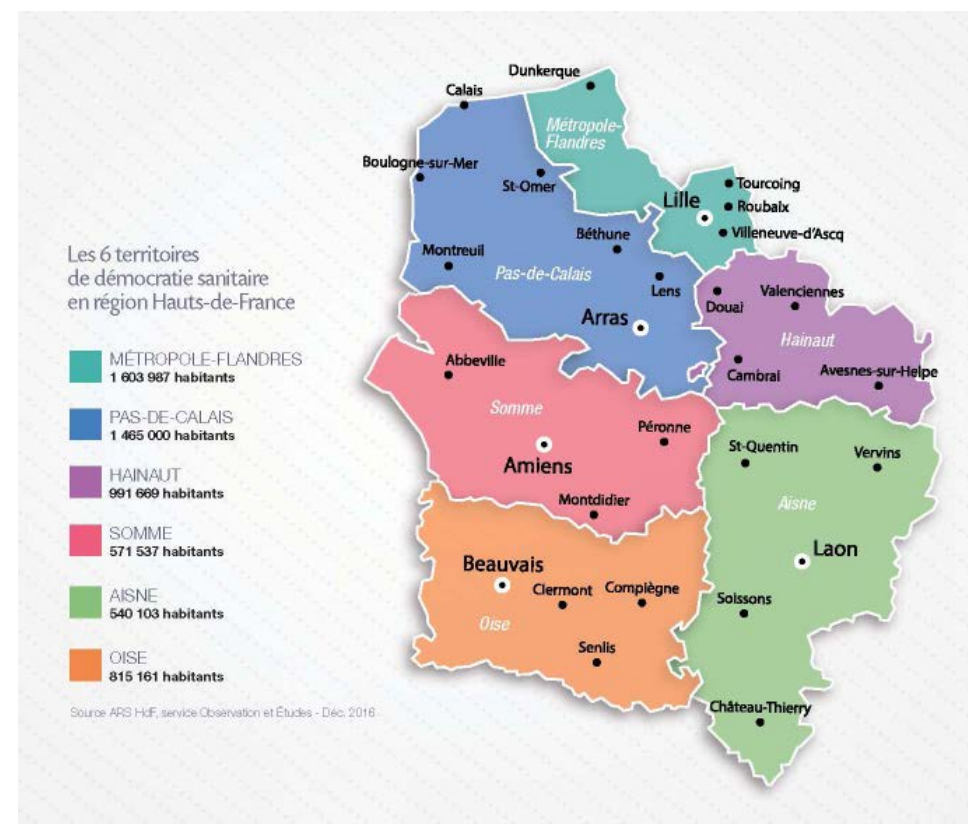 Les 6 territoires
de démocratie sanitaire
en région Hauts-de-France
MÉTROPOLE-FLANDRES
1 603 987 habitants
PAS-DE-CALAIS
1 465 000 habitants
HAINAUT
991 669 habitants
SOMME
571 537 habitants
AISNE
540 103 habitants
OISE
815 161 habitants
Source ARS HdF, service Observation et Études - Déc. 2016
Dunkerque
Calais
Métropole-
Flandres
Boulogne-sur-Mer
St-Omer
Tourcoing
Lille
Roubaix
Villeneuve-d'Ascq
Béthune
Montreuil
Pas-de-Calais
Lens
Douai
Valenciennes
Arras
Hainaut
Abbeville
Cambrai
Avesnes-sur-Helpe
Somme
Péronne
St-Quentin
Vervins
Amiens
Montdidier
Aisne
Laon
Beauvais
Clermont
Complègne
Soissons
Oise
Senlis
Château-Thierry